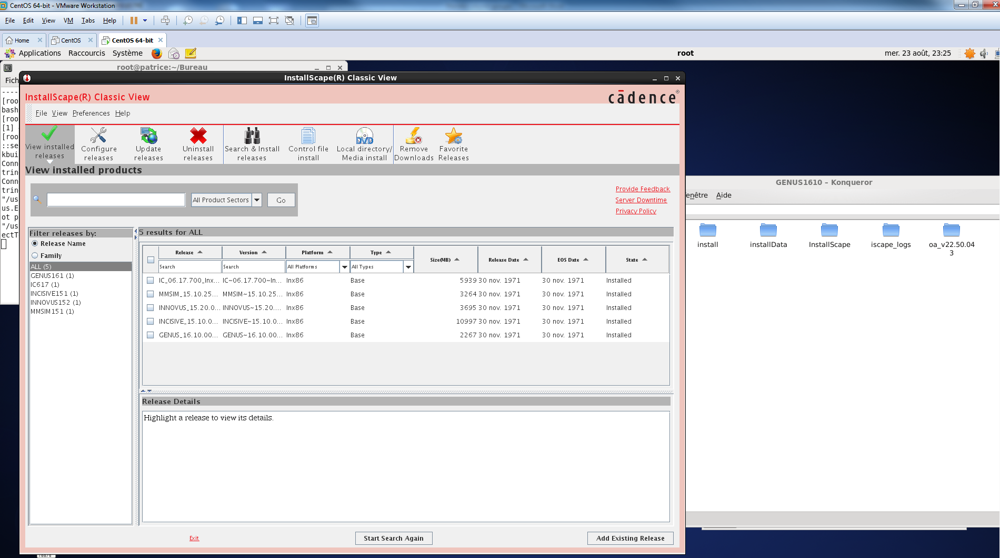 CentOS 64-bit - VMware Workstation
File Edit View VM Tabs Help
Home CentOS CentOS 64-bit
Applications Raccourcis Système root mer. 23 août, 23:25
root@patrice:~/Bureau
Fich
InstallScape(R) Classic View
----
[roo
bash
[roo
[1]
[roo
::se
kbui
Conn
trin
Conn
trin
"/us
us.E
ot p
"/us
ectT
InstallScape(R) Classic View
cādence®
File View Preferences Help
View installed releases
Configure releases
Update releases
Uninstall releases
Search & Install releases
Control file install
Local directory/ Media install
Remove Downloads
Favorite Releases
View installed products
All Product Sectors Go
Provide Feedback
Server Downtime
Privacy Policy
Filter releases by:
Release Name
Family
ALL (5)
GENUS161 (1)
IC617 (1)
INCISIVE151 (1)
INNOVUS152 (1)
MMSIM151 (1)
5 results for ALL
Release Version Platform Type Size(MB) Release Date EOS Date State
Search Search All Platforms All Types
IC_06.17.700_lnx... IC~06.17.700~ln... lnx86 Base 5939 30 nov. 1971 30 nov. 1971 Installed
MMSIM_15.10.25... MMSIM~15.10.25... lnx86 Base 3264 30 nov. 1971 30 nov. 1971 Installed
INNOVUS_15.20.0... INNOVUS~15.20.... lnx86 Base 3695 30 nov. 1971 30 nov. 1971 Installed
INCISIVE_15.10.0... INCISIVE~15.10.0... lnx86 Base 10997 30 nov. 1971 30 nov. 1971 Installed
GENUS_16.10.00... GENUS~16.10.00... lnx86 Base 2267 30 nov. 1971 30 nov. 1971 Installed
Release Details
Highlight a release to view its details.
Exit
Start Search Again
Add Existing Release
GENUS1610 – Konqueror
enêtre Aide
install
installData
InstallScape
iscape_logs
oa_v22.50.04
3